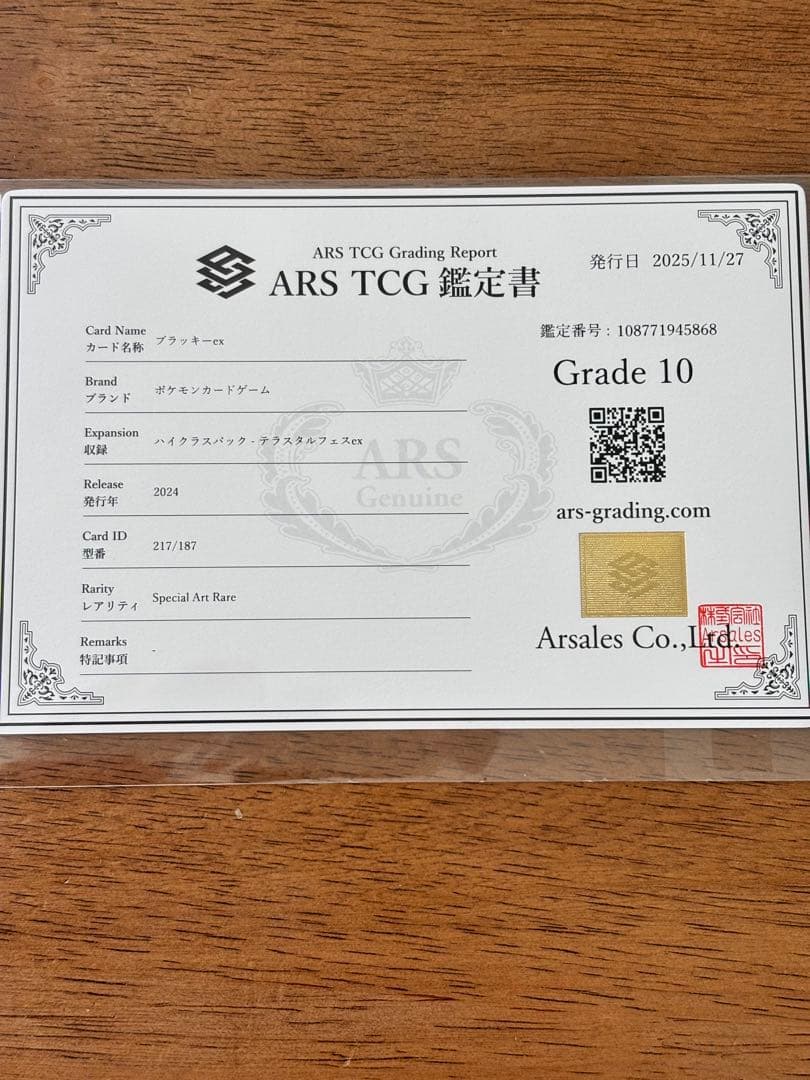 ARS TCG Grading Report
ARS TCG 鑑定書
発行日 2025/11/27
Card Name
カード名称 ブラッキーex
Brand
ブランド ポケモンカードゲーム
Expansion
収録 ハイクラスパック - テラスタルフェスex
Release
発行年 2024
Card ID
型番 217/187
Rarity
レアリティ Special Art Rare
Remarks
特記事項 -
ARS
Genuine
鑑定番号 : 108771945868
Grade 10
ars-grading.com
Arsales Co.,Ltd.
Arsales